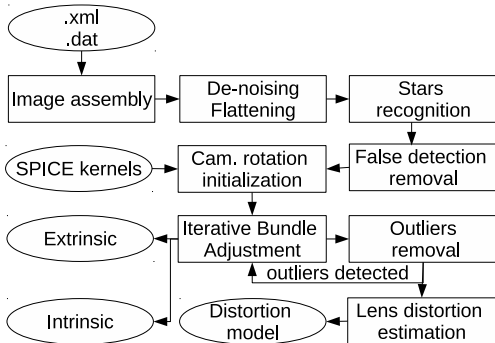 .xml
.dat
Image assembly
De-noising
Flattening
Stars
recognition
SPICE kernels
Cam. rotation
initialization
False detection
removal
Extrinsic
Iterative Bundle
Adjustment
Outliers
removal
outliers detected
Intrinsic
Distortion
model
Lens distortion
estimation